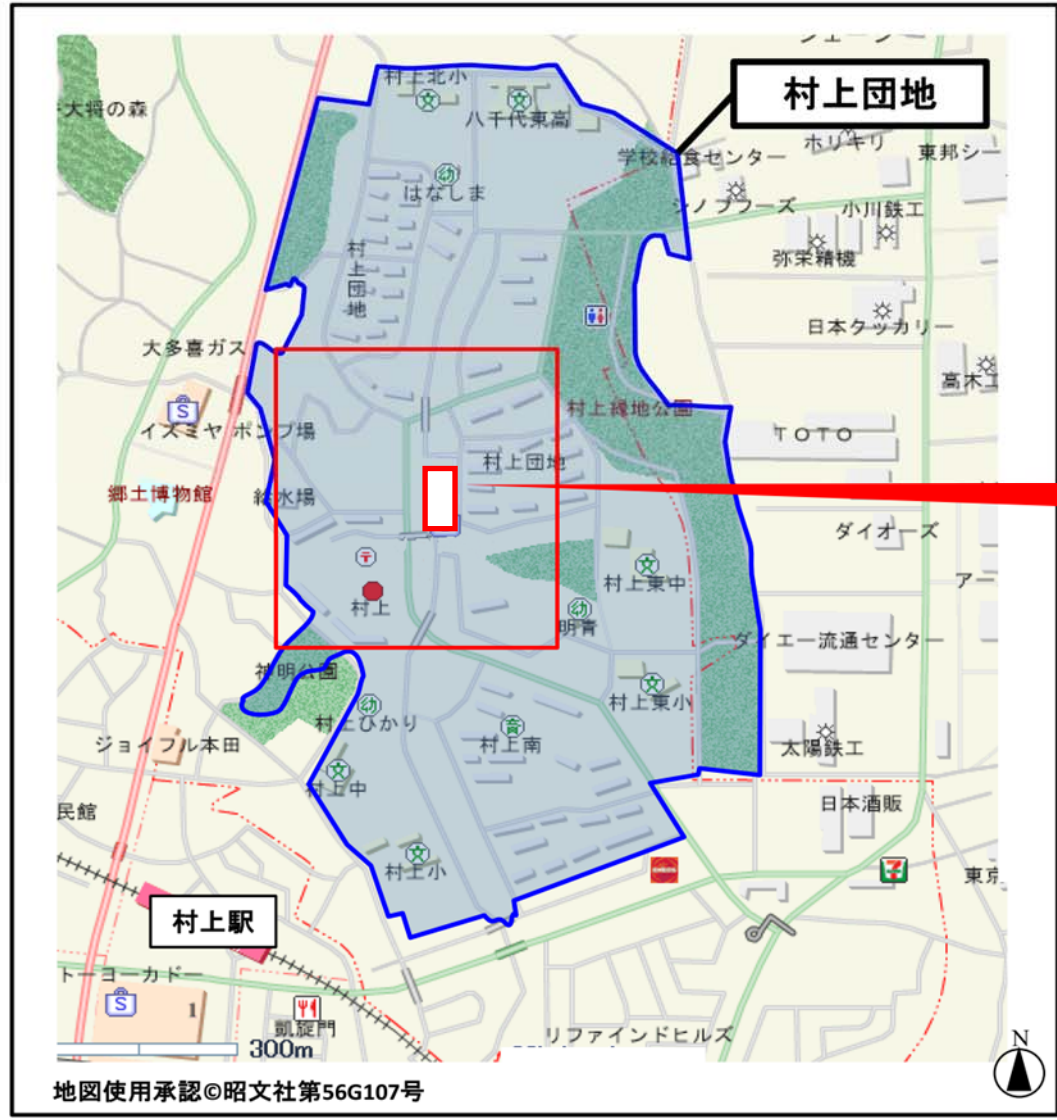 村上団地
村上北小
大将の森
八千代東高
ホリキリ
東邦シー
学校給食センター
はなしま
シノブフーズ
小川鉄工
弥栄精機
村上団地
日本タッカリー
大多喜ガス
高木工
村上緑地公園
イズミヤ
ポンプ場
TOTO
村上団地
郷土博物館
給水場
ダイオーズ
村上東中
アー
村上
明青
ダイエー流通センター
神明公園
村上東小
村上ひかり
ジョイフル本田
村上南
太陽鉄工
村上中
民館
日本酒販
村上小
東京
村上駅
トーヨーカドー
S
1
凱旋門
リファインドヒルズ
300m
N
地図使用承認©昭文社第56G107号